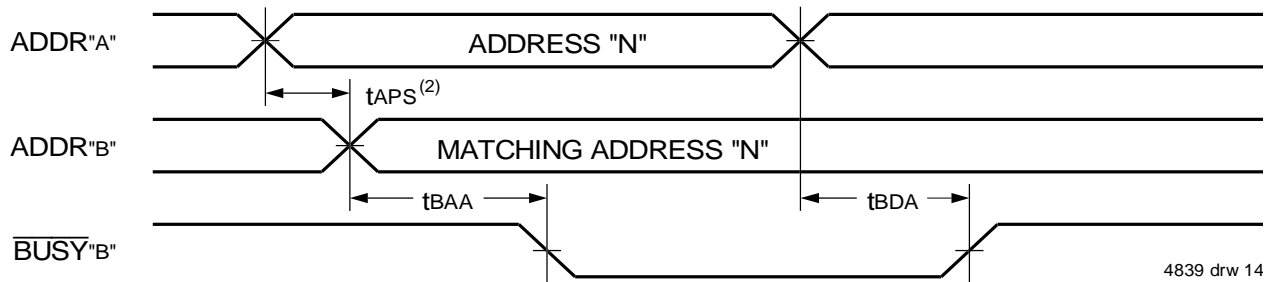 ADDR"A"
ADDRESS "N"
tAPS(2)
ADDR"B"
MATCHING ADDRESS "N"
tBAA
tBDA
BUSY"B"
4839 drw 14